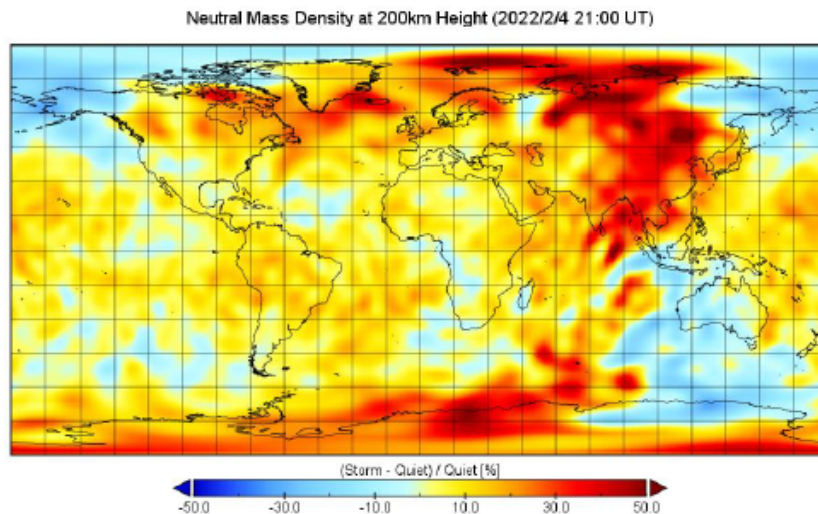 Neutral Mass Density at 200km Height (2022/2/4 21:00 UT)
(Storm - Quiet) / Quiet [%]
-50.0 -30.0 -10.0 10.0 30.0 50.0